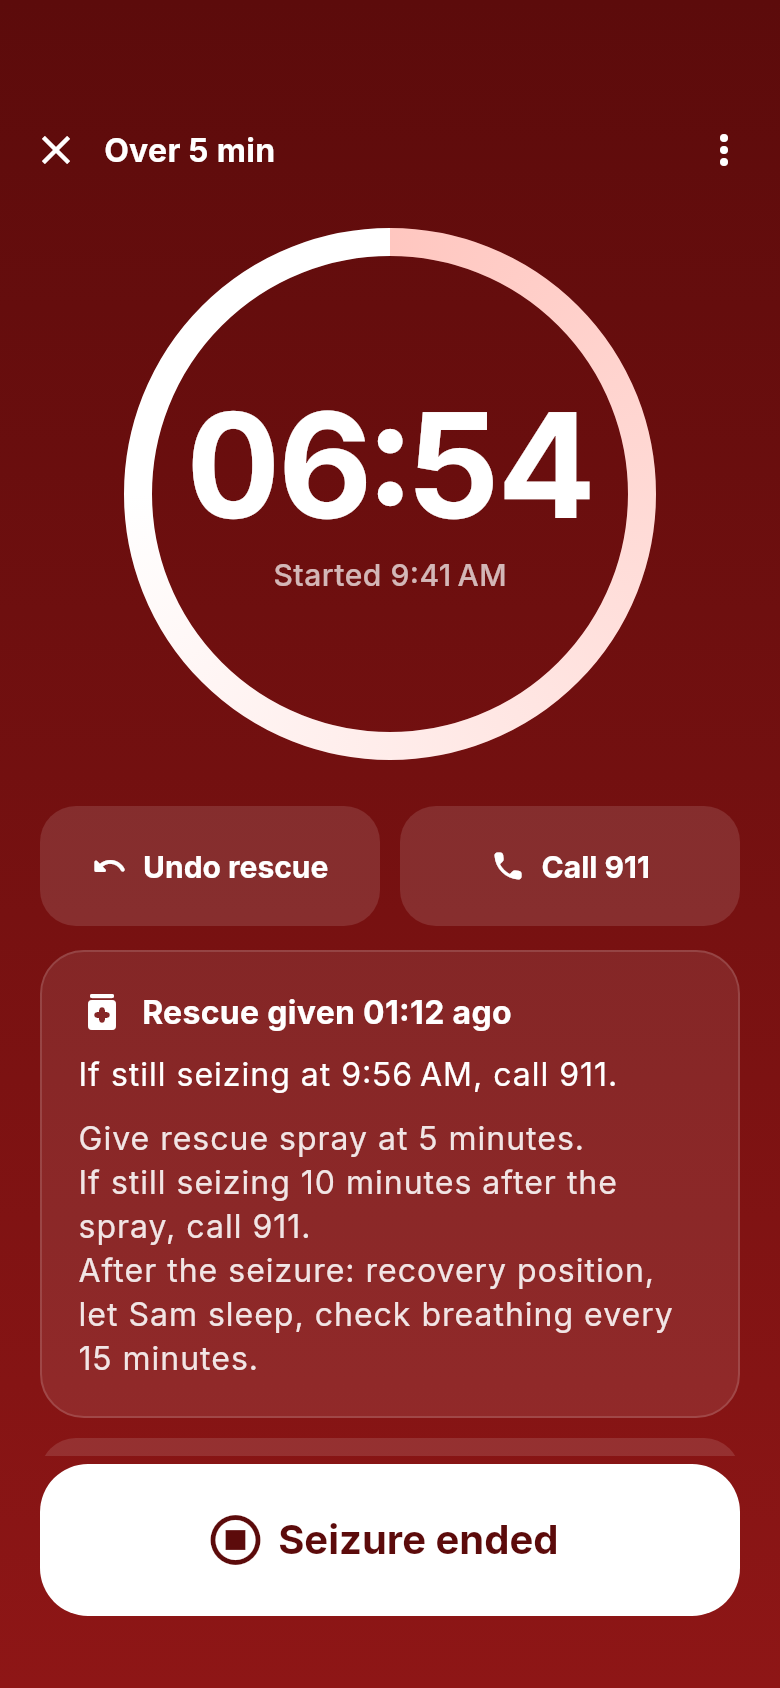 Over 5 min
06:54
Started 9:41 AM
Undo rescue
Call 911
Rescue given 01:12 ago
If still seizing at 9:56 AM, call 911.
Give rescue spray at 5 minutes.
If still seizing 10 minutes after the
spray, call 911.
After the seizure: recovery position,
let Sam sleep, check breathing every
15 minutes.
Seizure ended